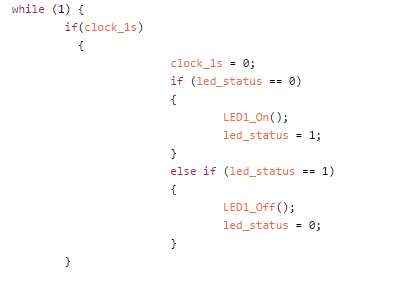 while (1) {
if(clock_1s)
{
clock_1s = 0;
if (led_status == 0)
{
LED1_On();
led_status = 1;
}
else if (led_status == 1)
{
LED1_Off();
led_status = 0;
}
}